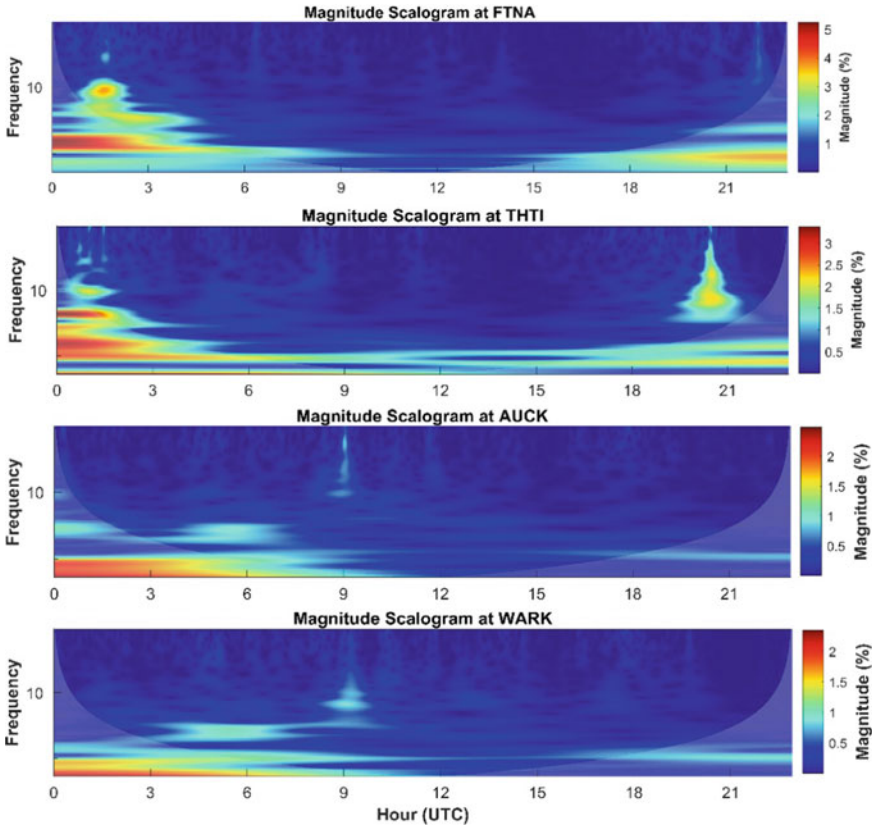 Magnitude Scalogram at FTNA
Frequency
10
0 3 6 9 12 15 18 21
5
4
3
2
1
Magnitude (%)
Magnitude Scalogram at THTI
Frequency
10
0 3 6 9 12 15 18 21
3
2.5
2
1.5
1
0.5
Magnitude (%)
Magnitude Scalogram at AUCK
Frequency
10
0 3 6 9 12 15 18 21
2
1.5
1
0.5
Magnitude (%)
Magnitude Scalogram at WARK
Frequency
10
0 3 6 9 12 15 18 21
2
1.5
1
0.5
Magnitude (%)
Hour (UTC)